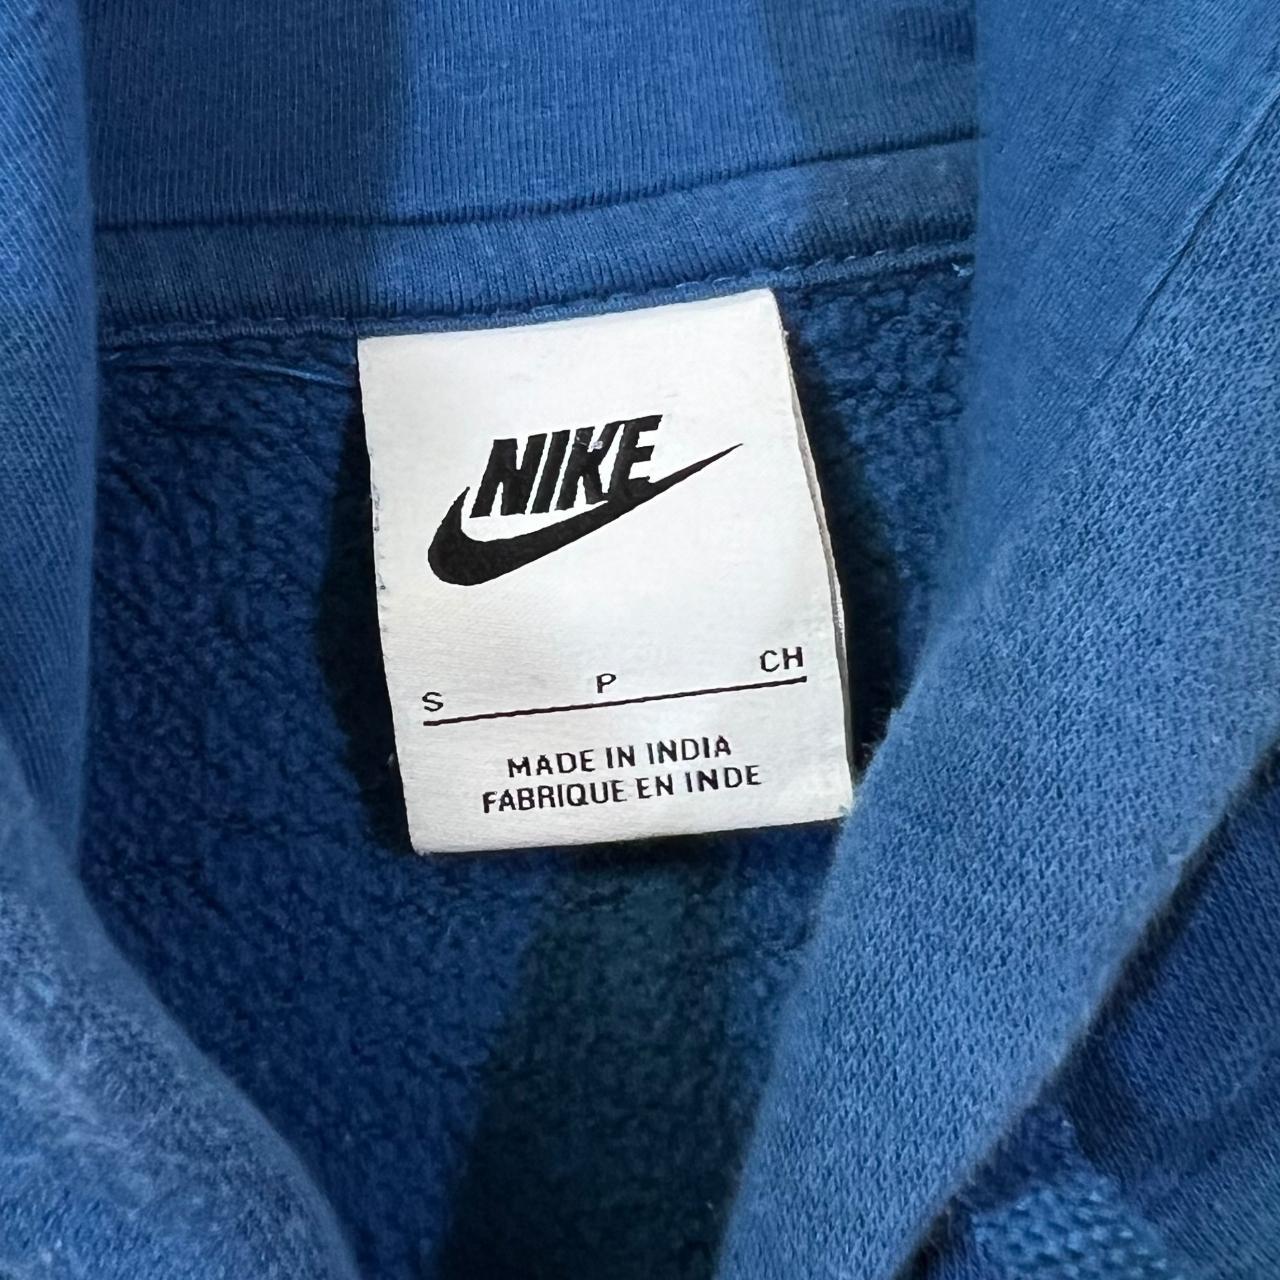 NIKE
S P CH
MADE IN INDIA
FABRIQUE EN INDE